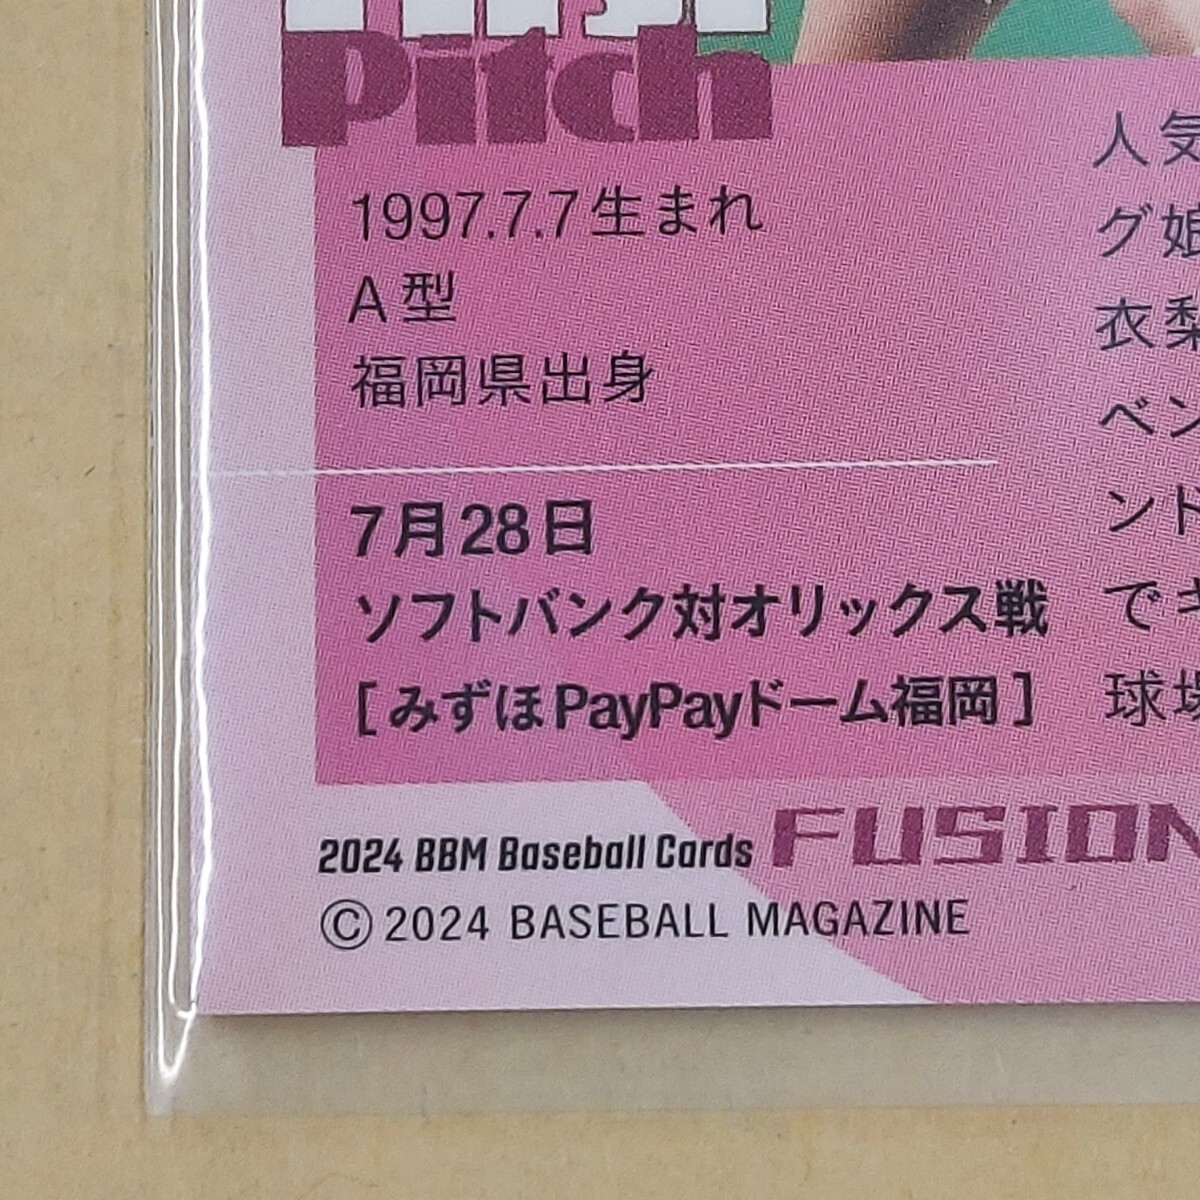 Pitch
1997.7.7生まれ
A型
福岡県出身
7月28日
ソフトバンク対オリックス戦
[みずほPayPayドーム福岡]
人気
グ娘
衣梨
ベン
ント
でキ
球場
2024 BBM Baseball Cards FUSION
©2024 BASEBALL MAGAZINE